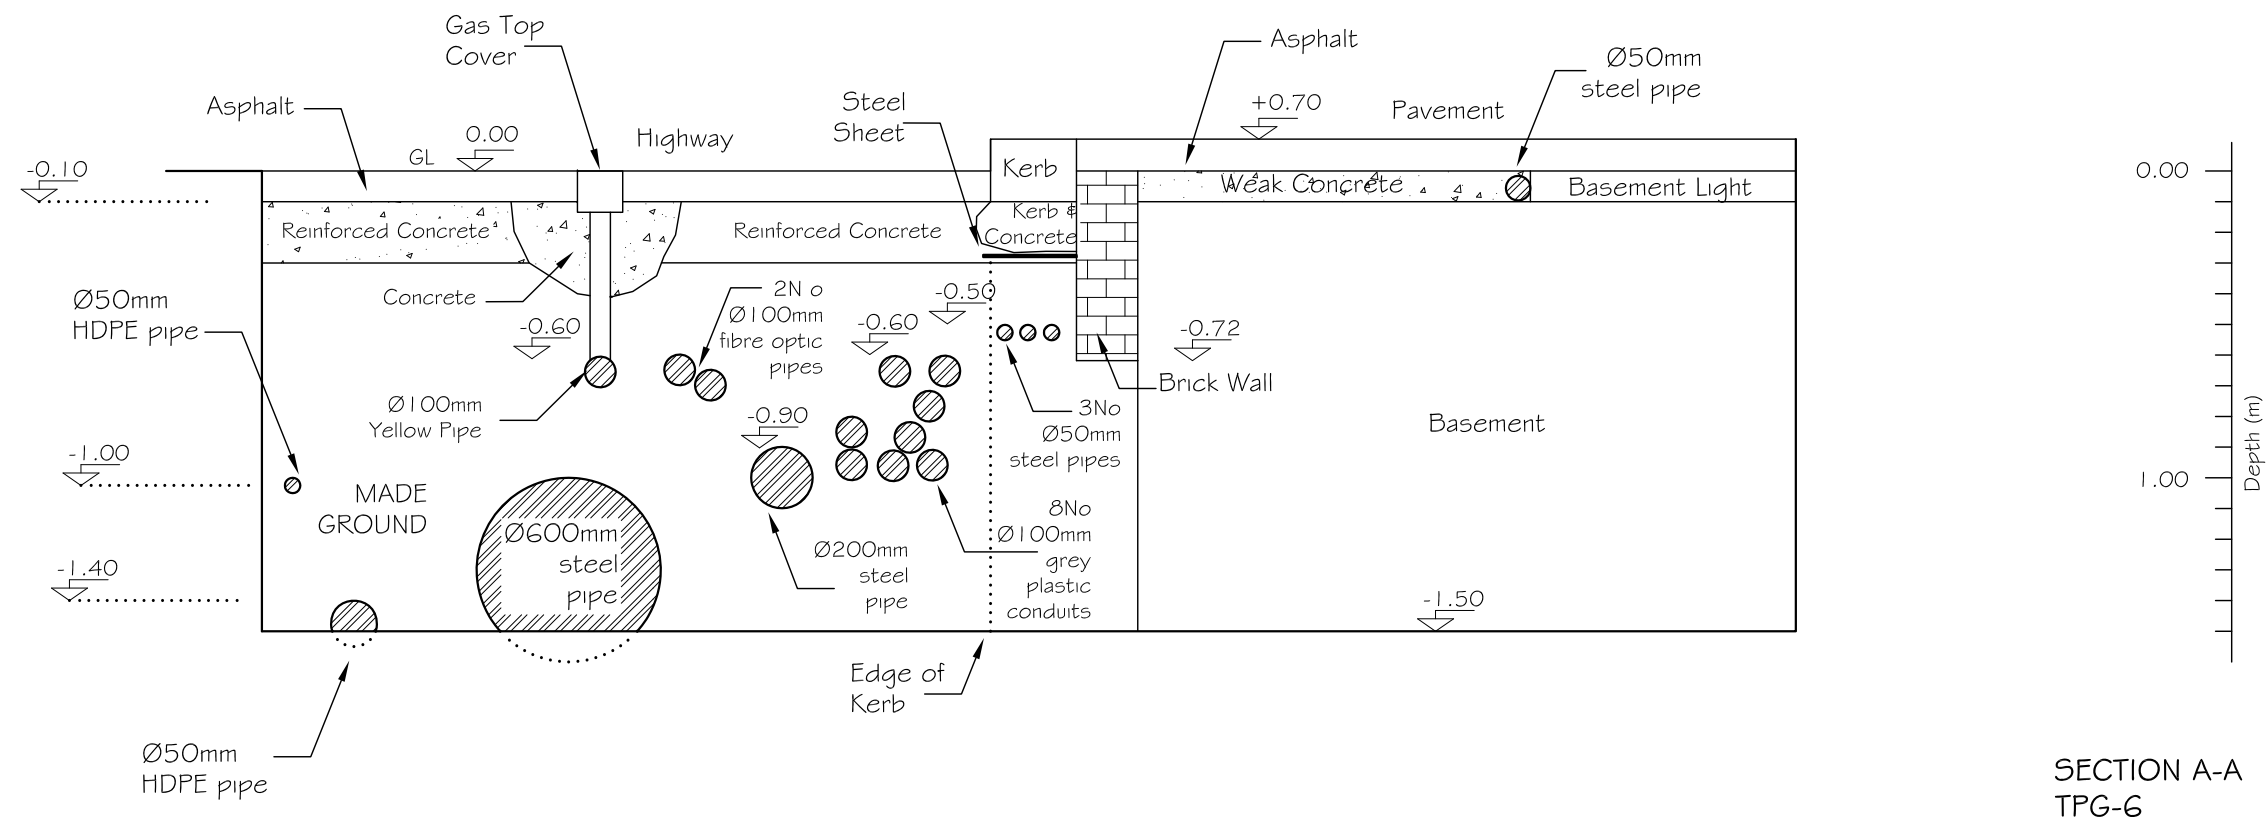 Gas Top
Cover
Asphalt
Ø50mm
steel pipe
Asphalt
Steel
Sheet
+0.70
Pavement
0.00
Highway
GL
-0.10
Kerb
0.00
Weak Concrete
Basement Light
Kerb &
Concrete
Reinforced Concrete
Reinforced Concrete
Concrete
Ø50mm
HDPE pipe
2N o
Ø100mm
fibre optic
pipes
-0.50
-0.60
-0.60
-0.72
Brick Wall
Ø100mm
Yellow Pipe
-0.90
3No
Ø50mm
steel pipes
Basement
Depth (m)
-1.00
1.00
MADE
GROUND
8No
Ø100mm
grey
plastic
conduits
Ø600mm
steel
pipe
Ø200mm
steel
pipe
-1.40
-1.50
Edge of
Kerb
Ø50mm
HDPE pipe
SECTION A-A
TPG-6